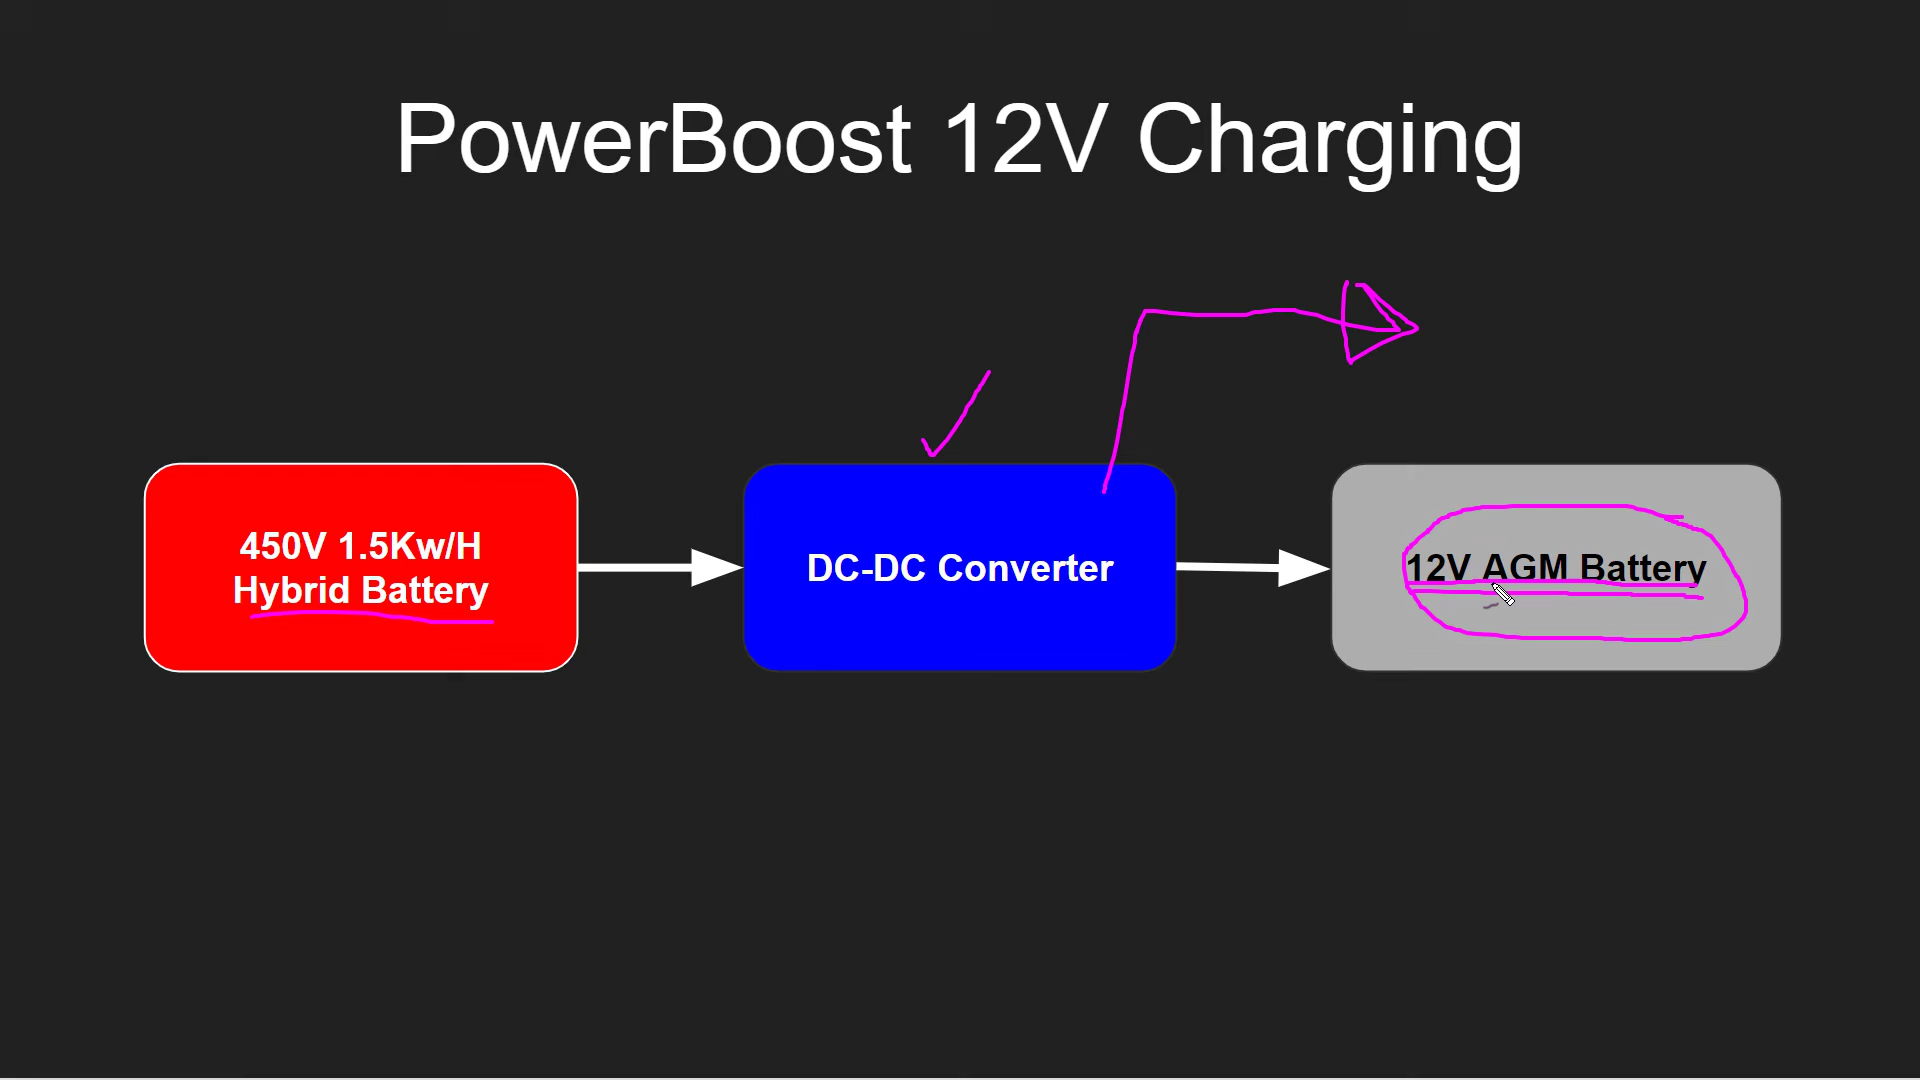 PowerBoost 12V Charging
450V 1.5Kw/H
Hybrid Battery
DC-DC Converter
12V AGM Battery